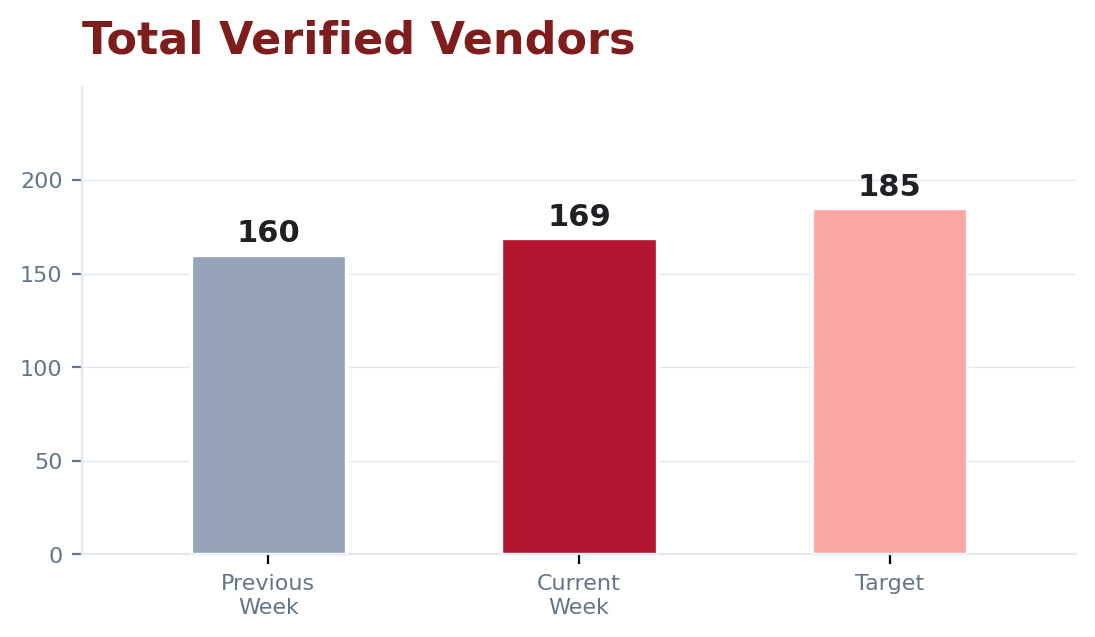 Total Verified Vendors
200
150
100
50
0
160
169
185
Previous
Week
Current
Week
Target